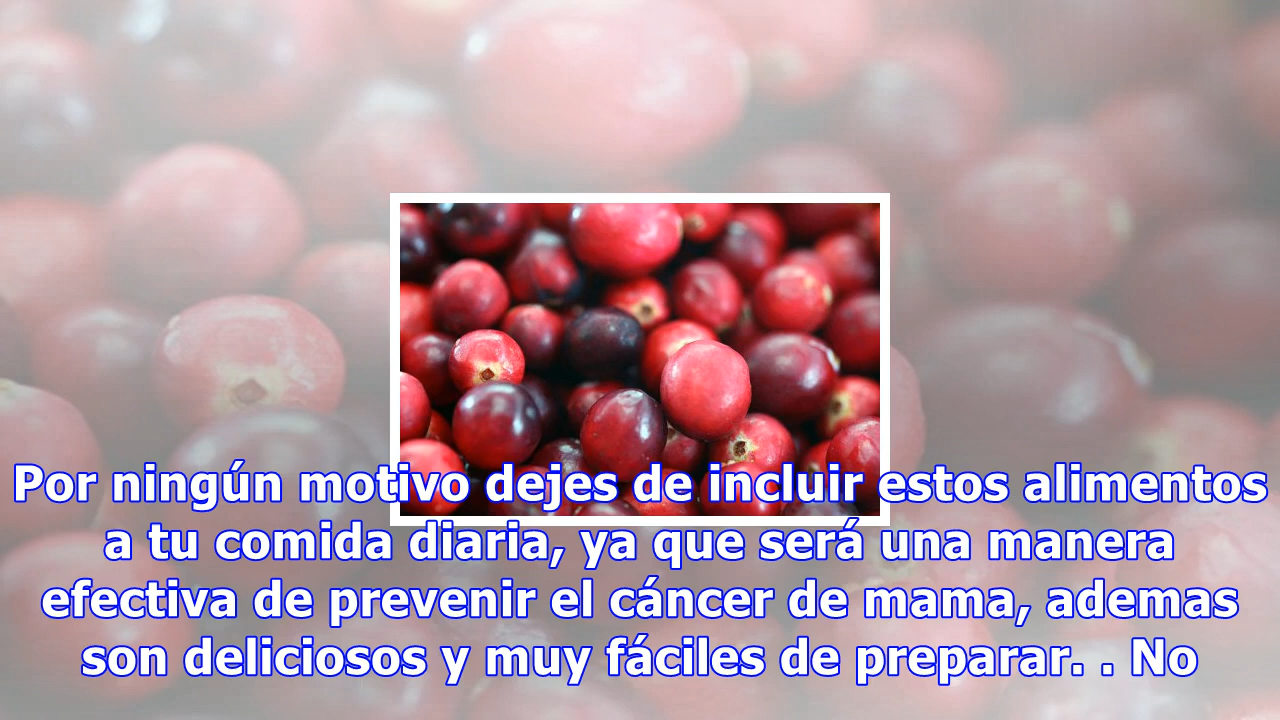 Por ningún motivo dejes de incluir estos alimentos
a tu comida diaria, ya que será una manera
efectiva de prevenir el cáncer de mama, ademas
son deliciosos y muy fáciles de preparar. . No